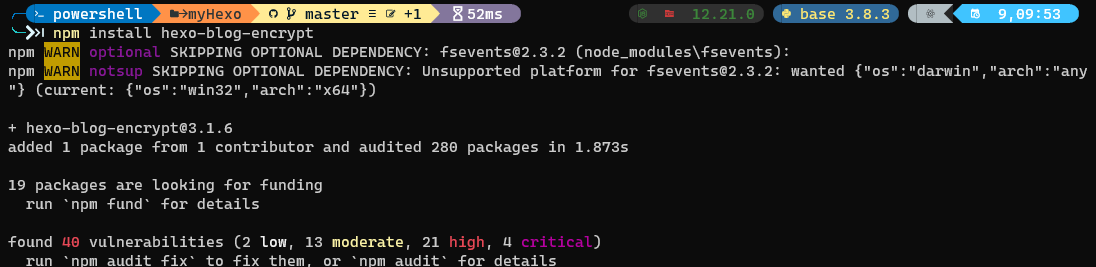 powershell myHexo master +1 52ms 12.21.0 base 3.8.3 9,09:53
npm install hexo-blog-encrypt
npm WARN optional SKIPPING OPTIONAL DEPENDENCY: fsevents@2.3.2 (node_modules\fsevents):
npm WARN notsup SKIPPING OPTIONAL DEPENDENCY: Unsupported platform for fsevents@2.3.2: wanted {"os":"darwin","arch":"any
"} (current: {"os":"win32","arch":"x64"})
+ hexo-blog-encrypt@3.1.6
added 1 package from 1 contributor and audited 280 packages in 1.873s
19 packages are looking for funding
run `npm fund` for details
found 40 vulnerabilities (2 low, 13 moderate, 21 high, 4 critical)
run `npm audit fix` to fix them, or `npm audit` for details